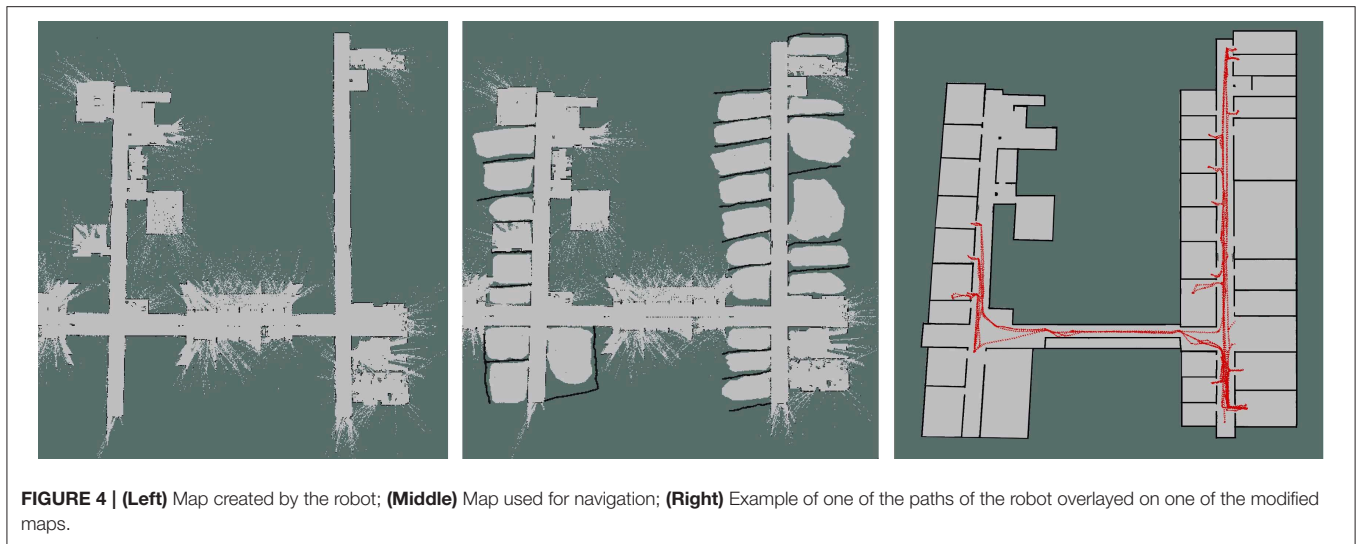 FIGURE 4 | (Left) Map created by the robot; (Middle) Map used for navigation; (Right) Example of one of the paths of the robot overlayed on one of the modified
maps.